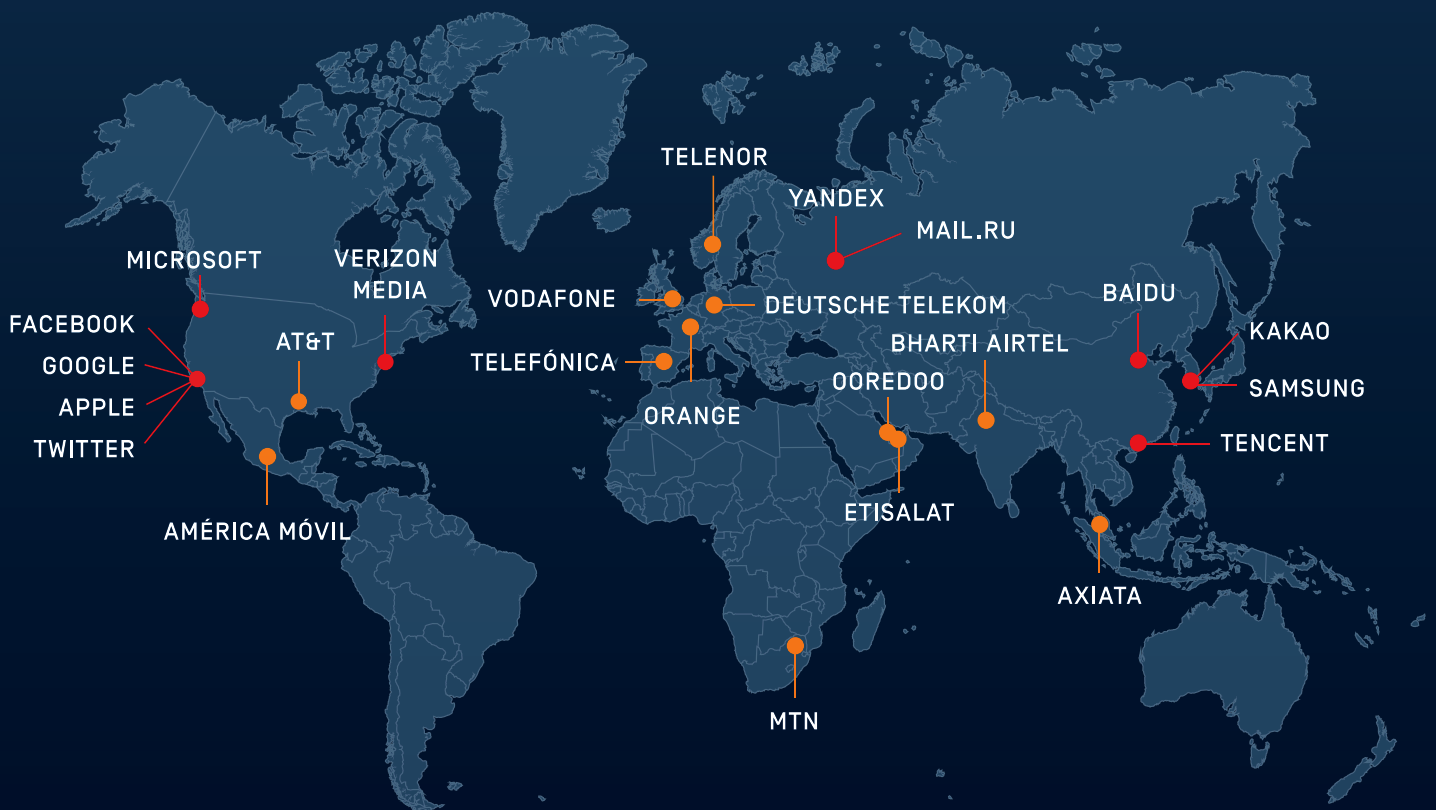 TELENOR
YANDEX
MAIL.RU
MICROSOFT
VERIZON
MEDIA
VODAFONE
DEUTSCHE TELEKOM
BAIDU
FACEBOOK
AT&T
BHARTI AIRTEL
KAKAO
GOOGLE
TELEFÓNICA
OOREDOO
SAMSUNG
APPLE
ORANGE
TWITTER
TENCENT
ETISALAT
AMÉRICA MÓVIL
AXIATA
MTN